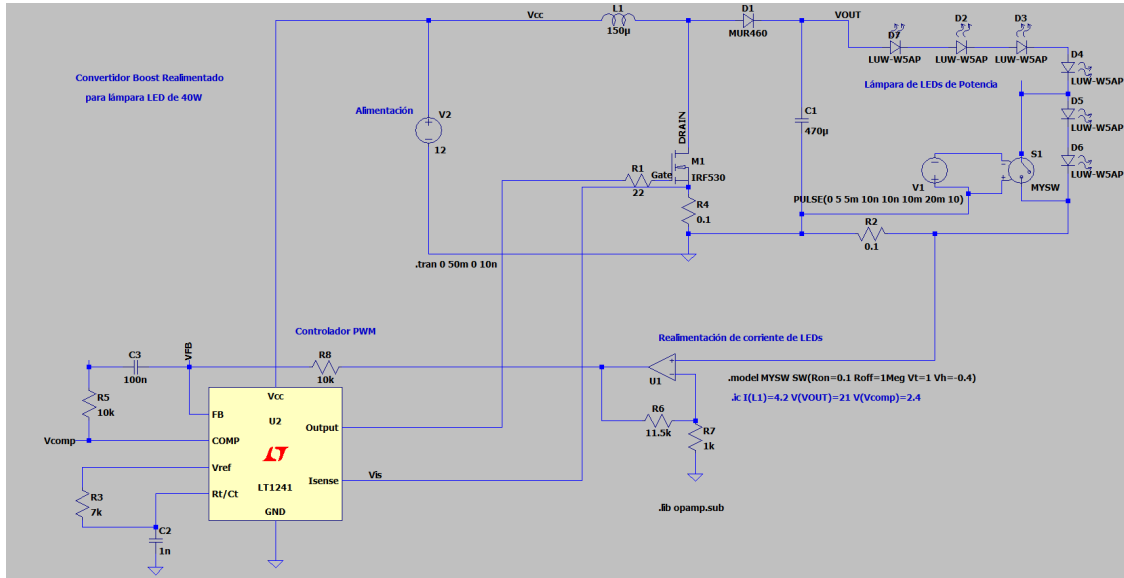 Vcc
L1
150µ
D1
MUR460
VOUT
D7
LUW-W5AP
D2
LUW-W5AP
D3
LUW-W5AP
D4
LUW-W5AP
Convertidor Boost Realimentado
para lámpara LED de 40W
Alimentación
V2
12
DRAIN
C1
470µ
Lámpara de LEDs de Potencia
D5
LUW-W5AP
D6
LUW-W5AP
S1
MYSW
V1
PULSE(0 5 5m 10n 10n 10m 20m 10)
M1
IRF530
R1
22
Gate
R4
0.1
R2
0.1
.tran 0 50m 0 10n
Controlador PWM
Realimentación de corriente de LEDs
C3
100n
VFB
R8
10k
U1
.model MYSW SW(Ron=0.1 Roff=1Meg Vt=1 Vh=-0.4)
.ic I(L1)=4.2 V(VOUT)=21 V(Vcomp)=2.4
R5
10k
Vcomp
Vcc
U2
FB
Output
COMP
Vref
LT1241
Isense
Rt/Ct
GND
Vis
R6
11.5k
R7
1k
R3
7k
C2
1n
.lib opamp.sub